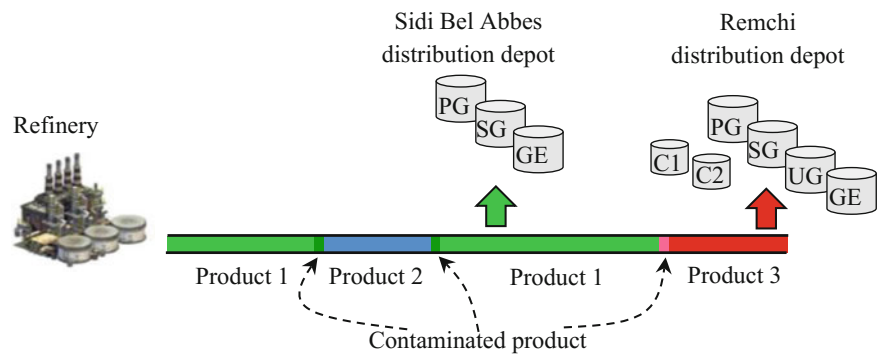 Sidi Bel Abbes
distribution depot
Remchi
distribution depot
PG
SG
GE
PG
SG
UG
GE
C1
C2
Refinery
Product 1
Product 2
Product 1
Product 3
Contaminated product